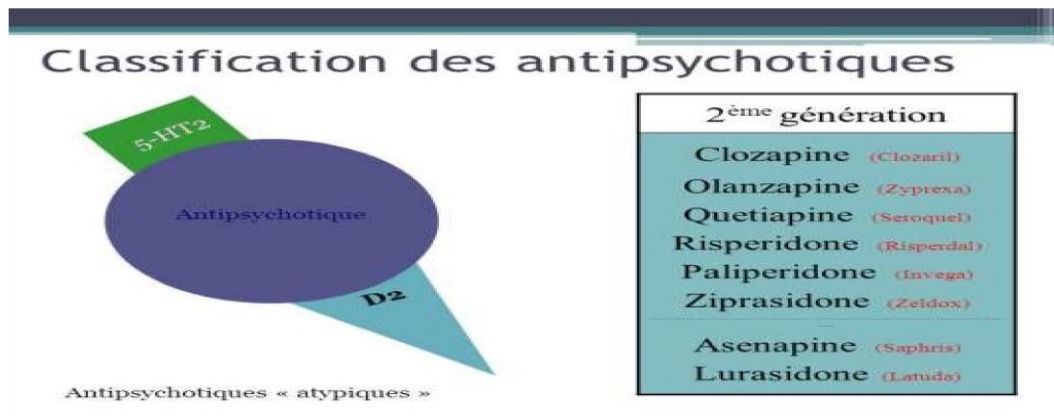 Classification des antipsychotiques
5-HT2
Antipsychotique
D2
Antipsychotiques « atypiques »
2ème génération
Clozapine (Clozaril)
Olanzapine (Zyprexa)
Quetiapine (Seroquel)
Risperidone (Risperdal)
Paliperidone (Invega)
Ziprasidone (Zeldox)
Asenapine (Saphris)
Lurasidone (Latuda)